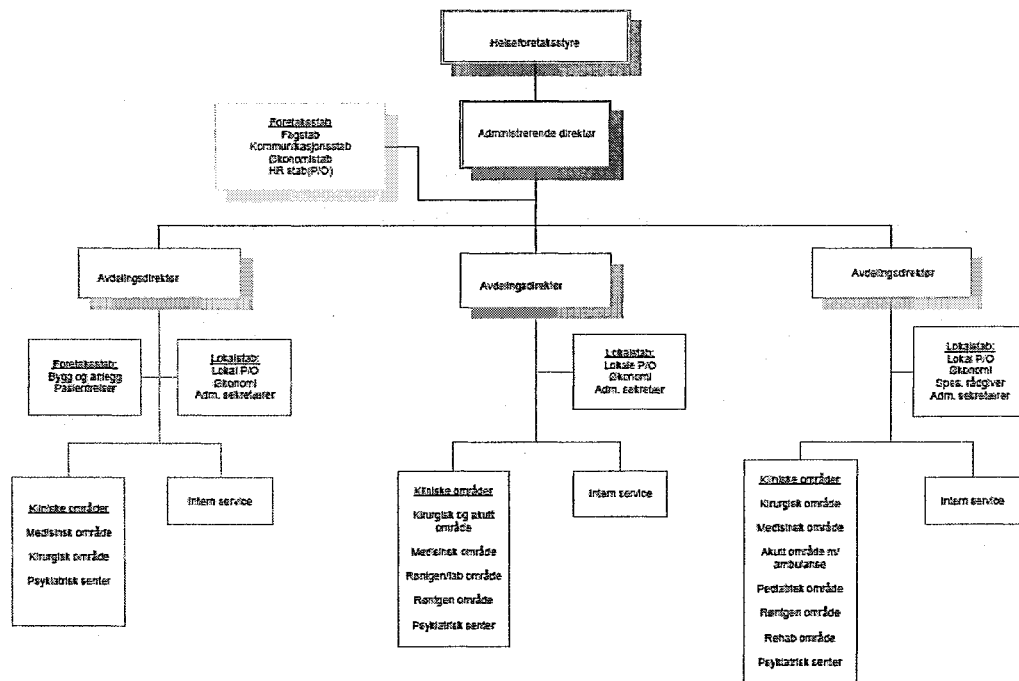 Helseforetaksstyre
Administrerende direktør
Foretaksstab
Fagstab
Kommunikasjonsstab
Økonomistab
HR stab(P/O)
Avdelingsdirektør
Avdelingsdirektør
Avdelingsdirektør
Foretaksstab:
Bygg og anlegg
Pasientreiser
Lokalstab:
Lokal P/O
Økonomi
Adm. sekretærer
Lokalstab:
Lokale P/O
Økonomi
Adm. sekretær
Lokalstab:
Lokal P/O
Økonomi
Spes. rådgiver
Adm. sekretærer
Kliniske områder
Medisinsk område
Kirurgisk område
Psykiatrisk senter
Intern service
Kliniske områder
Kirurgisk og akutt
område
Medisinsk område
Røntgen/lab område
Røntgen område
Psykiatrisk senter
Intern service
Kliniske områder
Kirurgisk område
Medisinsk område
Akutt område m/
ambulanse
Pediatrisk område
Røntgen område
Rehab område
Psykiatrisk senter
Intern service